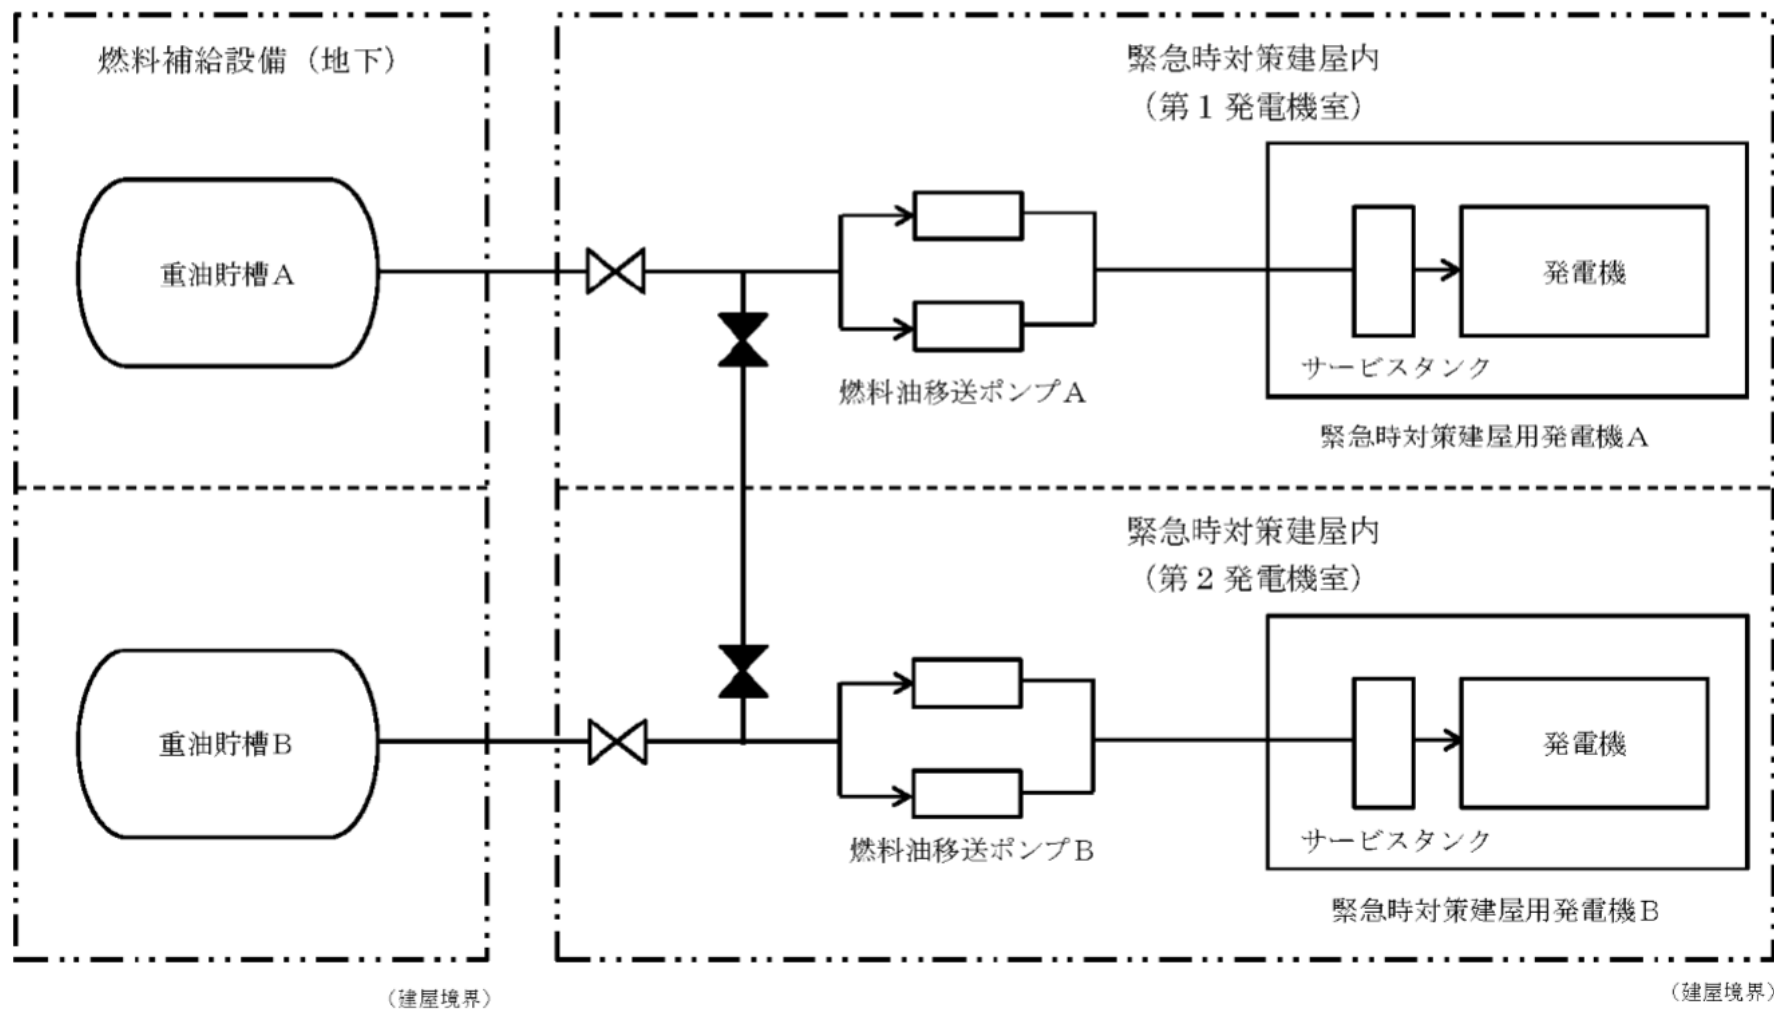 燃料補給設備（地下）
緊急時対策建屋内
（第１発電機室）
重油貯槽Ａ
発電機
サービスタンク
燃料油移送ポンプＡ
緊急時対策建屋用発電機Ａ
緊急時対策建屋内
（第２発電機室）
重油貯槽Ｂ
発電機
サービスタンク
燃料油移送ポンプＢ
緊急時対策建屋用発電機Ｂ
（建屋境界）
（建屋境界）